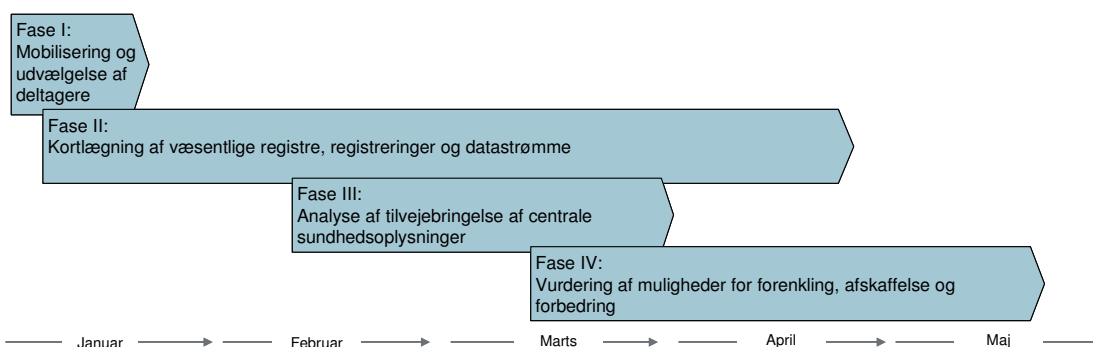 Fase I:
Mobilisering og
udvælgelse af
deltagere
Fase II:
Kortlægning af væsentlige registre, registreringer og datastrømme
Fase III:
Analyse af tilvejebringelse af centrale
sundhedsoplysninger
Fase IV:
Vurdering af muligheder for forenkling, afskaffelse og
forbedring
Januar Februar Marts April Maj